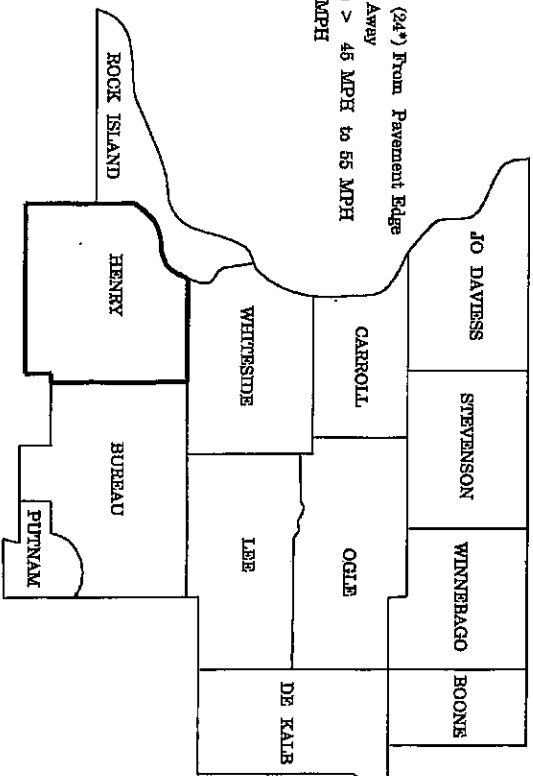 (24*) From Pavement Edge
Away
> 45 MPH to 55 MPH
MPH
JO DAVIESS
STEVENSON
WINNEBAGO
BOONE
CARROLL
OGLE
WHITESIDE
LEE
DE KALB
ROCK ISLAND
HENRY
BUREAU
PUTNAM